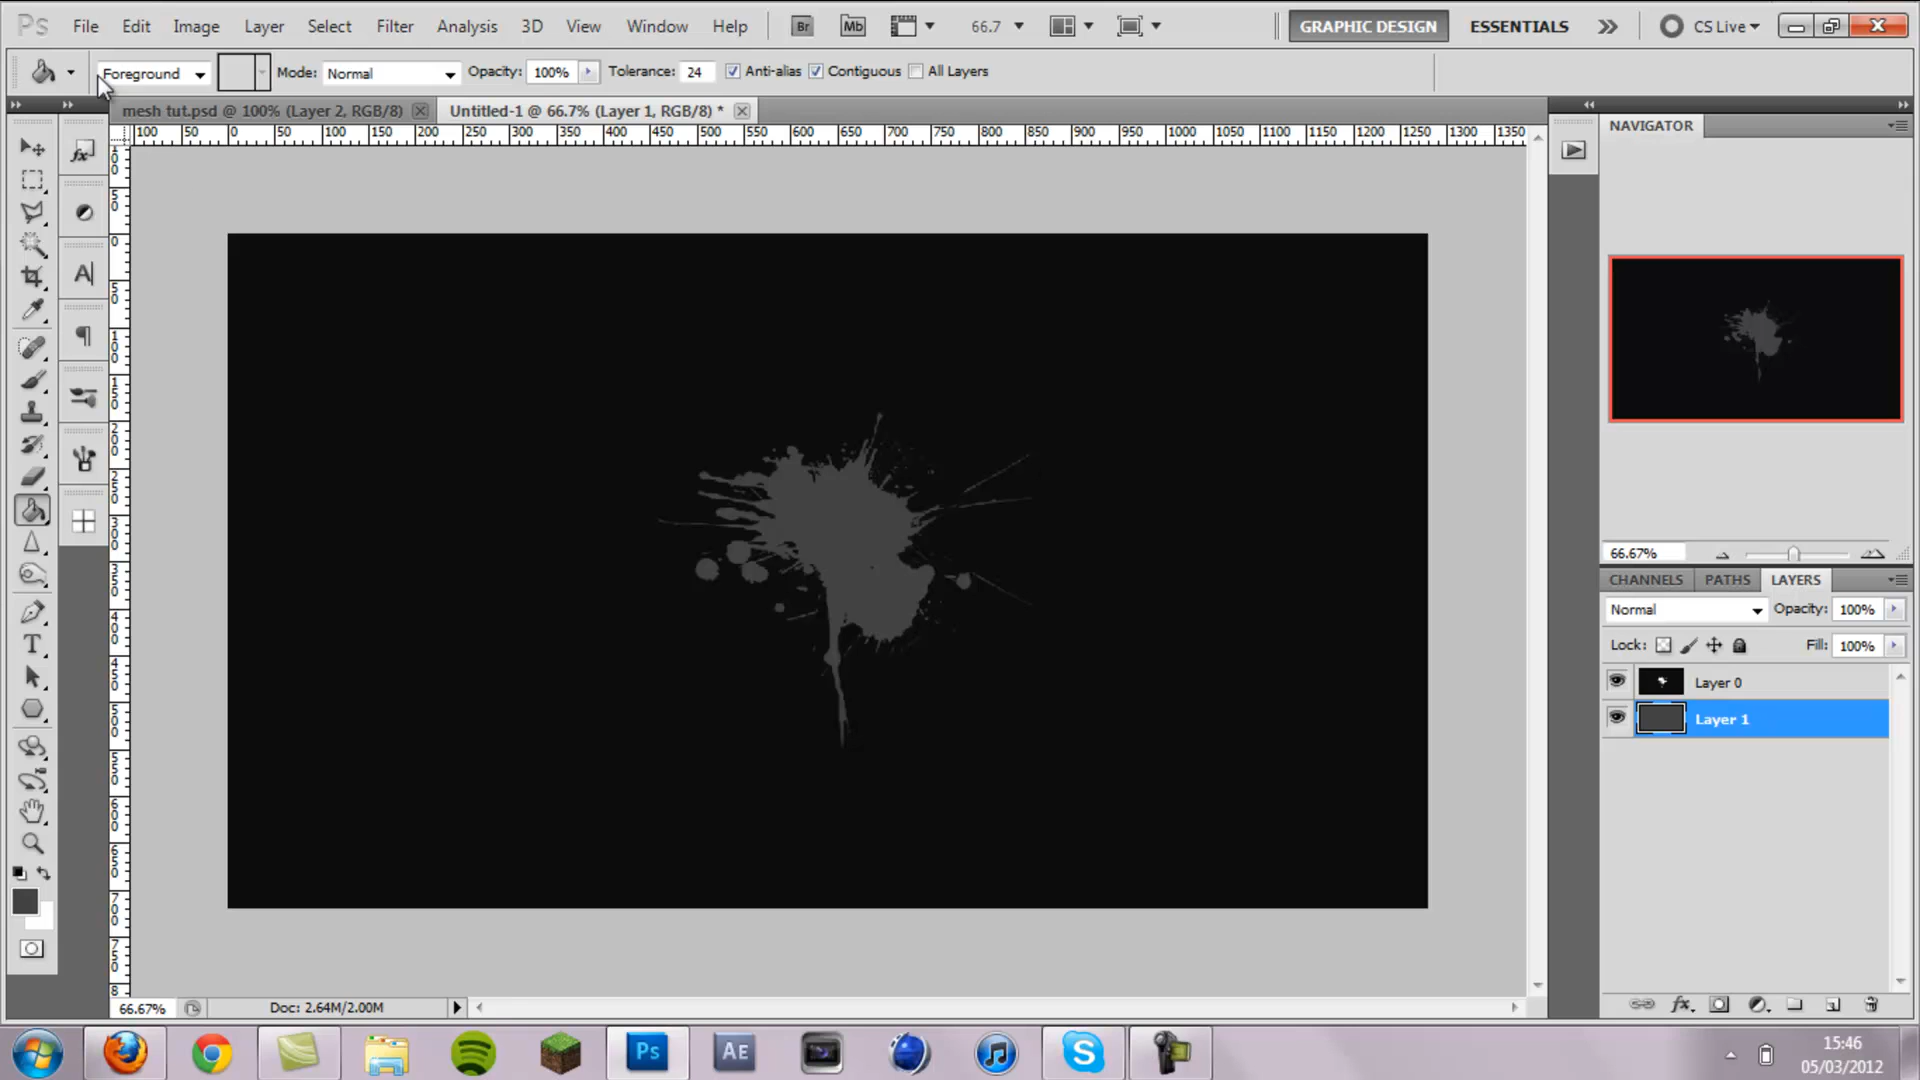 Ps File Edit Image Layer Select Filter Analysis 3D View Window Help Br Mb 66.7 GRAPHIC DESIGN ESSENTIALS CS Live
Foreground Mode: Normal Opacity: 100% Tolerance: 24 Anti-alias Contiguous All Layers
mesh tut.psd @ 100% (Layer 2, RGB/8) Untitled-1 @ 66.7% (Layer 1, RGB/8) *
100 50 0 50 100 150 200 250 300 350 400 450 500 550 600 650 700 750 800 850 900 950 1000 1050 1100 1150 1200 1250 1300 1350
NAVIGATOR
66.67%
CHANNELS PATHS LAYERS
Normal Opacity: 100%
Lock: Fill: 100%
Layer 0
Layer 1
66.67% Doc: 2.64M/2.00M
Ps AE
15:46
05/03/2012